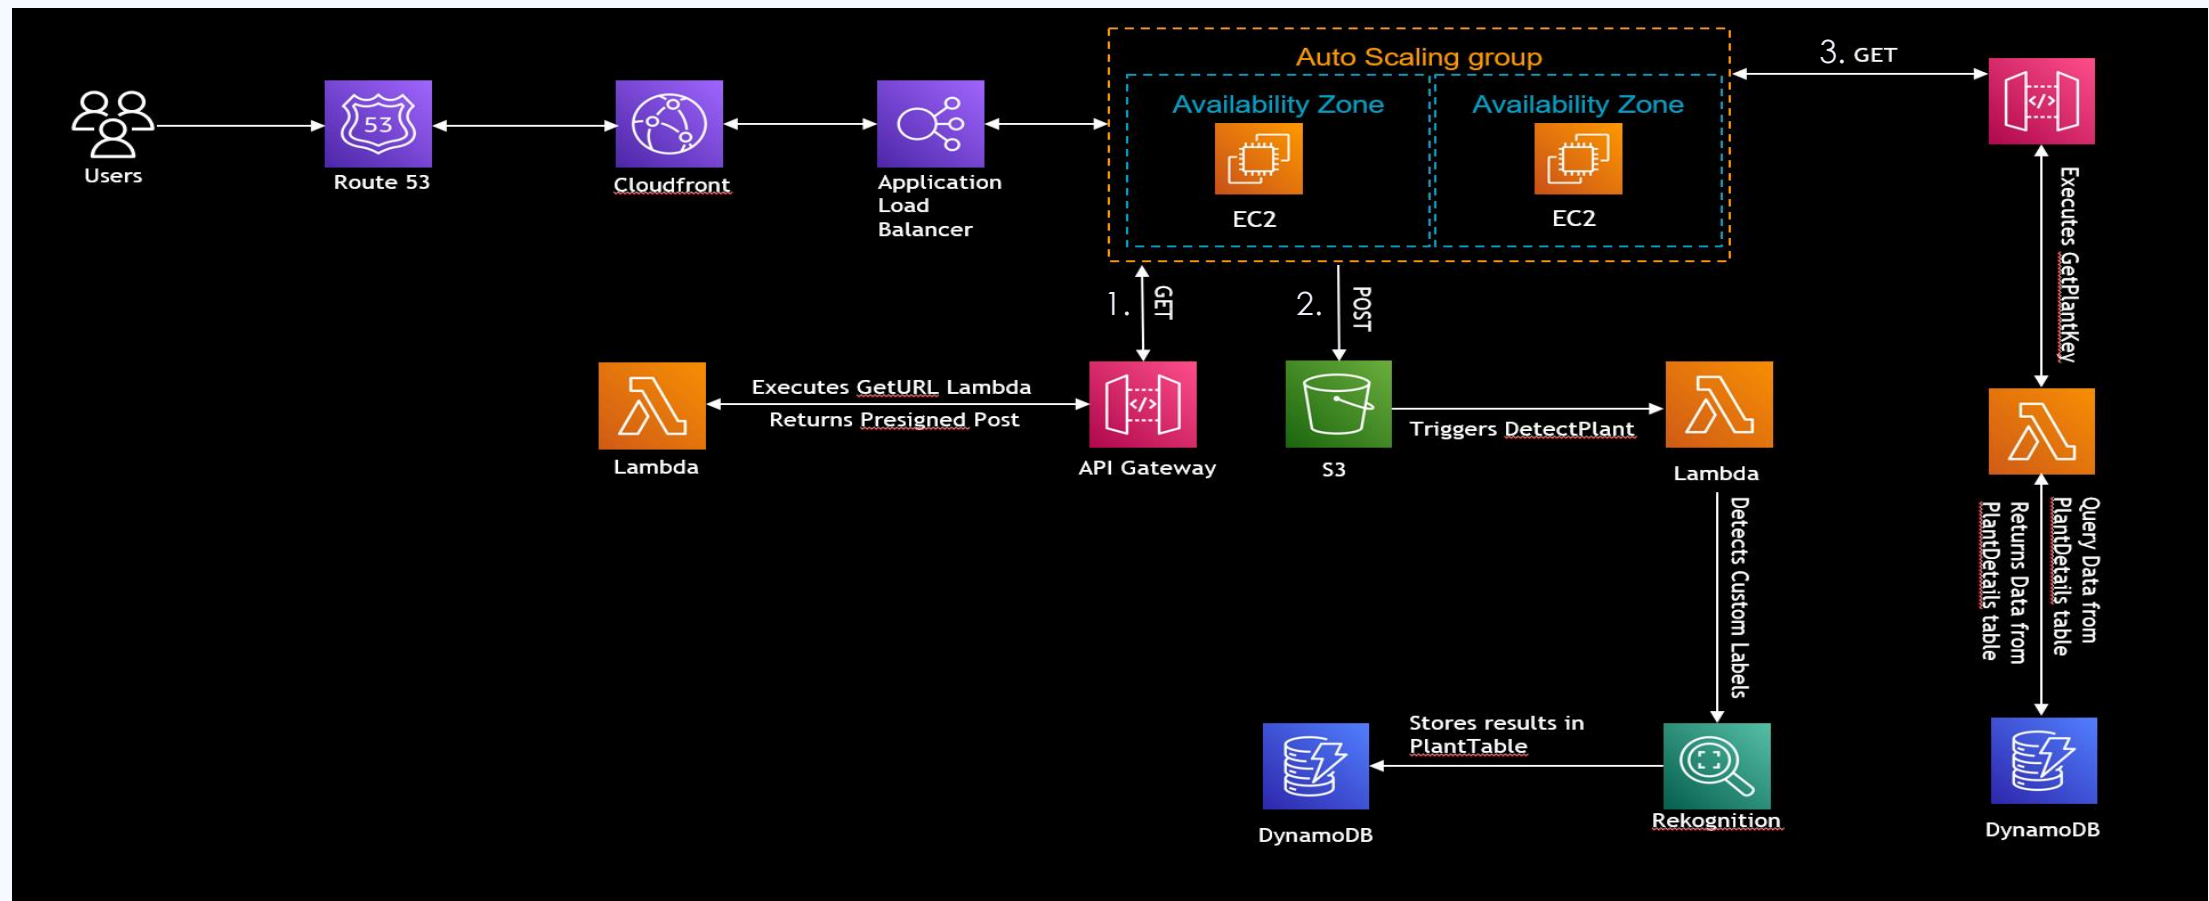 Auto Scaling group
Availability Zone
Availability Zone
EC2
EC2
Users
53
Route 53
Cloudfront
Application
Load
Balancer
3. GET
</>
Executes GetPlantKey
1. GET
2. POST
Lambda
Executes GetURL Lambda
Returns Presigned Post
</>
API Gateway
S3
Triggers DetectPlant
Lambda
Detects Custom Labels
Query Data from
PlantDetails table
Returns Data from
PlantDetails table
Stores results in
PlantTable
DynamoDB
Rekognition
DynamoDB